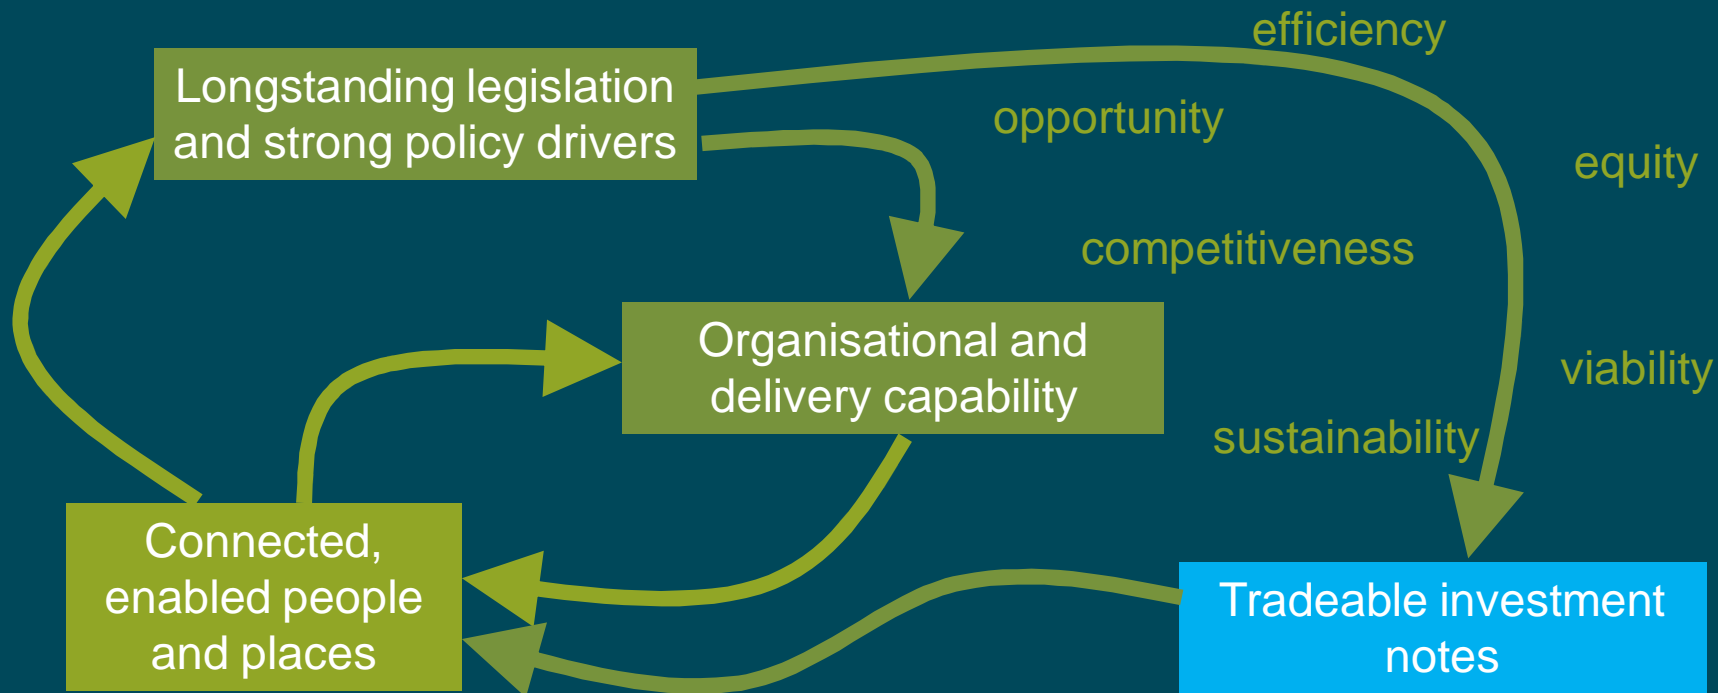 efficiency
Longstanding legislation
and strong policy drivers
opportunity
equity
competitiveness
Organisational and
delivery capability
viability
sustainability
Connected,
enabled people
and places
Tradeable investment
notes